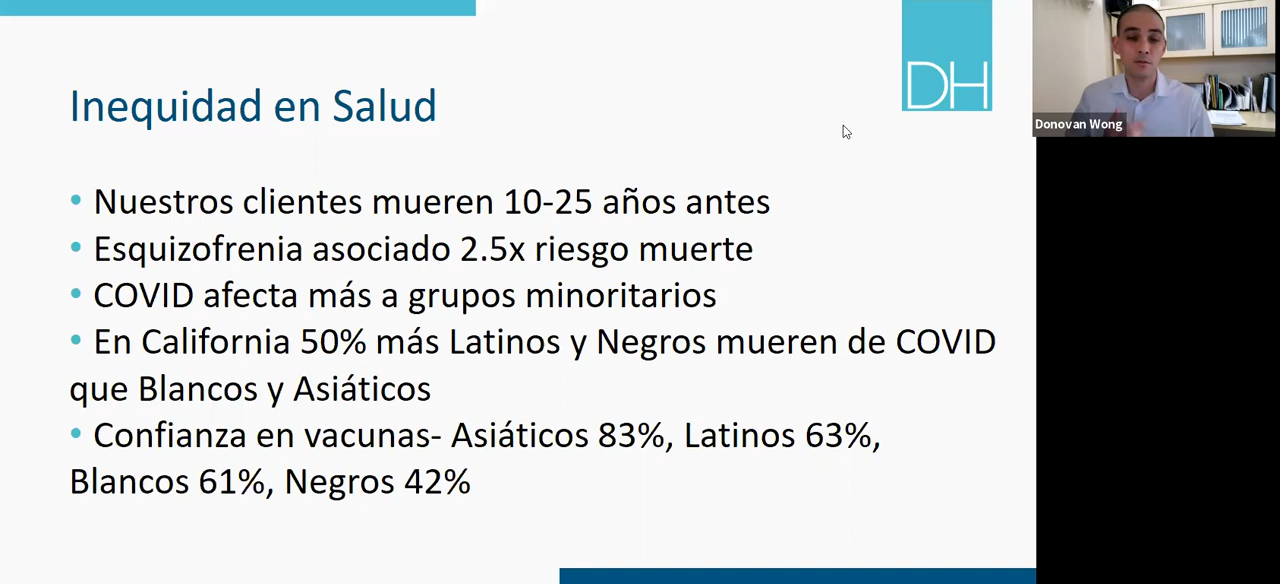 DH
Inequidad en Salud
Donovan Wong
• Nuestros clientes mueren 10-25 años antes
• Esquizofrenia asociado 2.5x riesgo muerte
• COVID afecta más a grupos minoritarios
• En California 50% más Latinos y Negros mueren de COVID
que Blancos y Asiáticos
• Confianza en vacunas- Asiáticos 83%, Latinos 63%,
Blancos 61%, Negros 42%